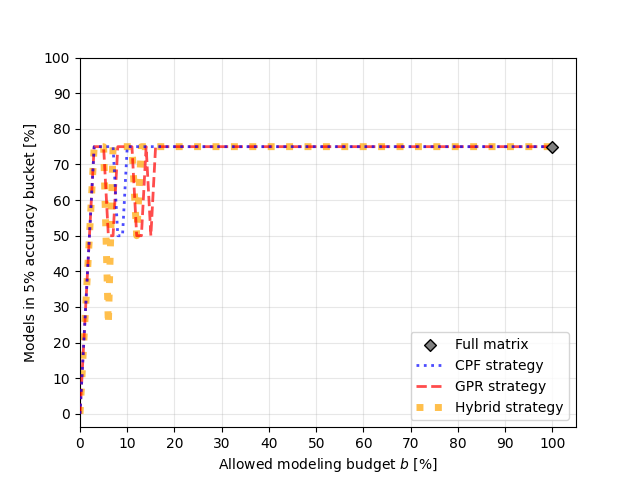 100
90
80
70
60
50
40
30
20
10
0
Models in 5% accuracy bucket [%]
Full matrix
CPF strategy
GPR strategy
Hybrid strategy
0 10 20 30 40 50 60 70 80 90 100
Allowed modeling budget b [%]